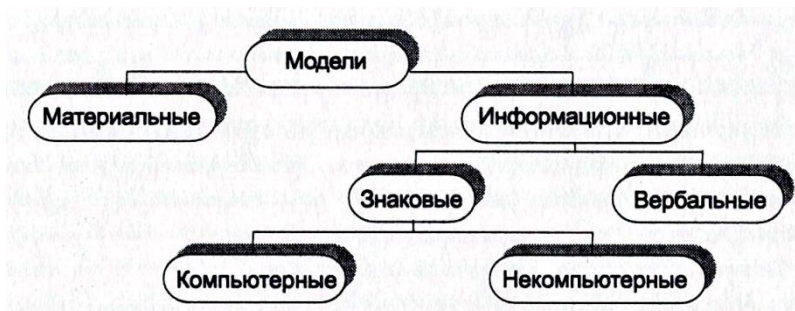 Модели
Материальные
Информационные
Знаковые
Вербальные
Компьютерные
Некомпьютерные